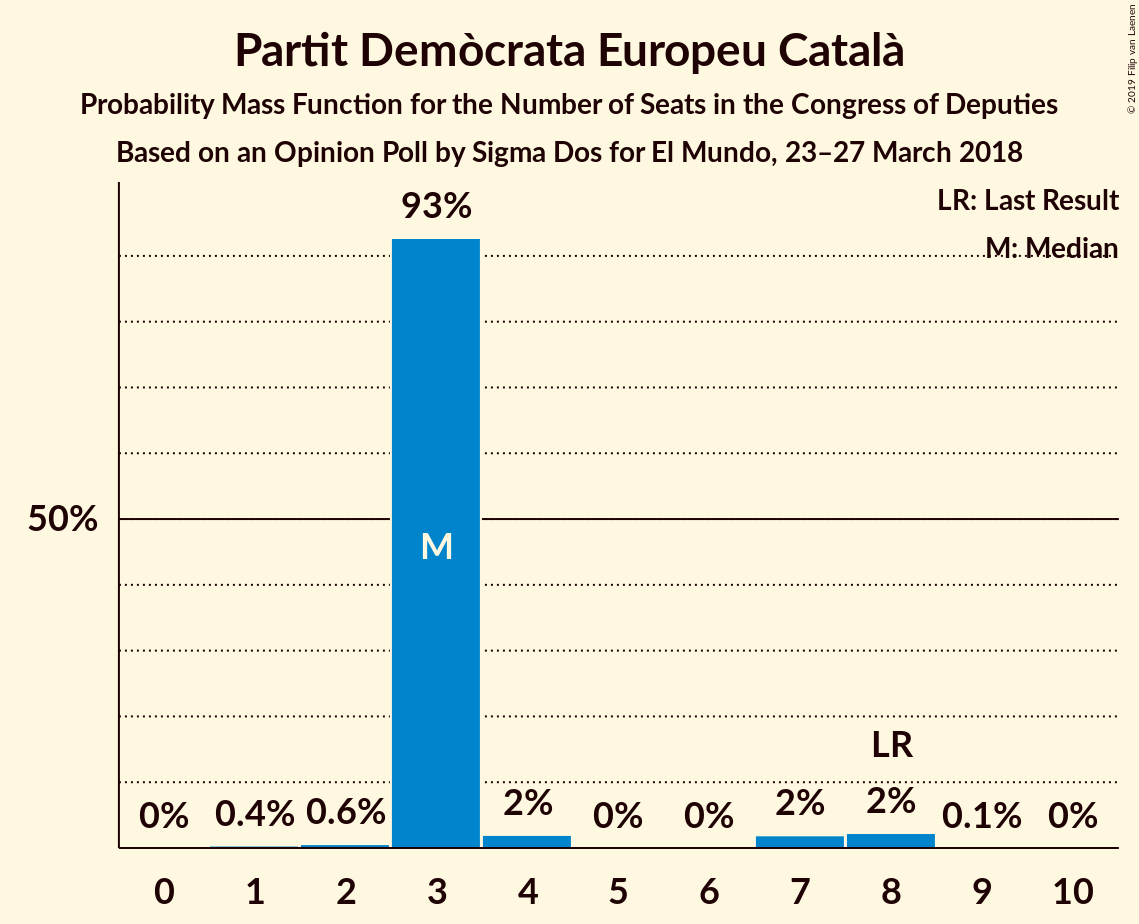 Partit Demòcrata Europeu Català
Probability Mass Function for the Number of Seats in the Congress of Deputies
Based on an Opinion Poll by Sigma Dos for El Mundo, 23–27 March 2018
© 2019 Filip van Laenen
LR: Last Result
M: Median
93%
50%
M
LR
0% 0.4% 0.6% 2% 0% 0% 2% 2% 0.1% 0%
0 1 2 3 4 5 6 7 8 9 10